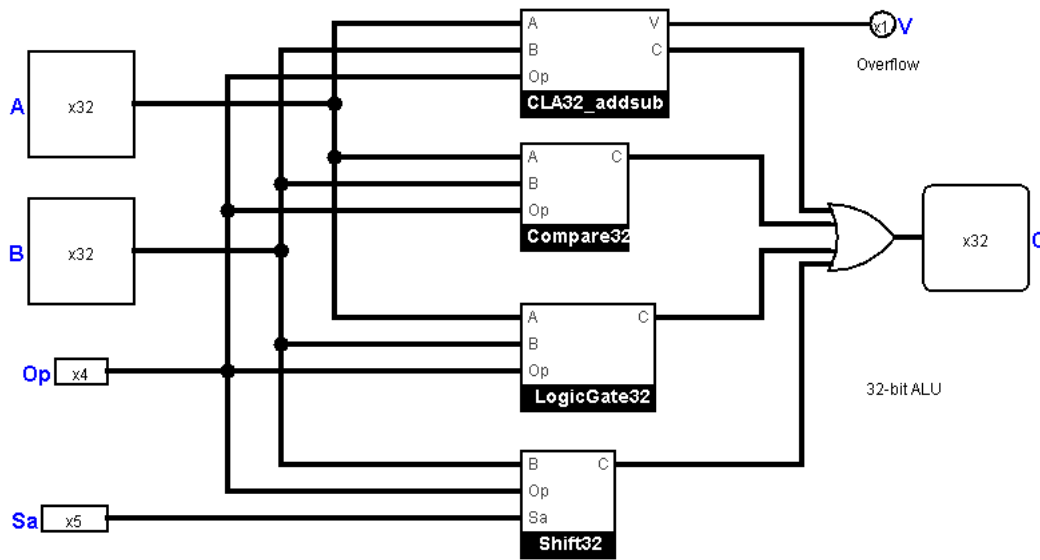 A
x32
B
x32
Op
x4
Sa
x5
A
V
B
C
Op
CLA32_addsub
A
C
B
Op
Compare32
A
C
B
Op
LogicGate32
B
C
Op
Sa
Shift32
x1
V
Overflow
x32
32-bit ALU